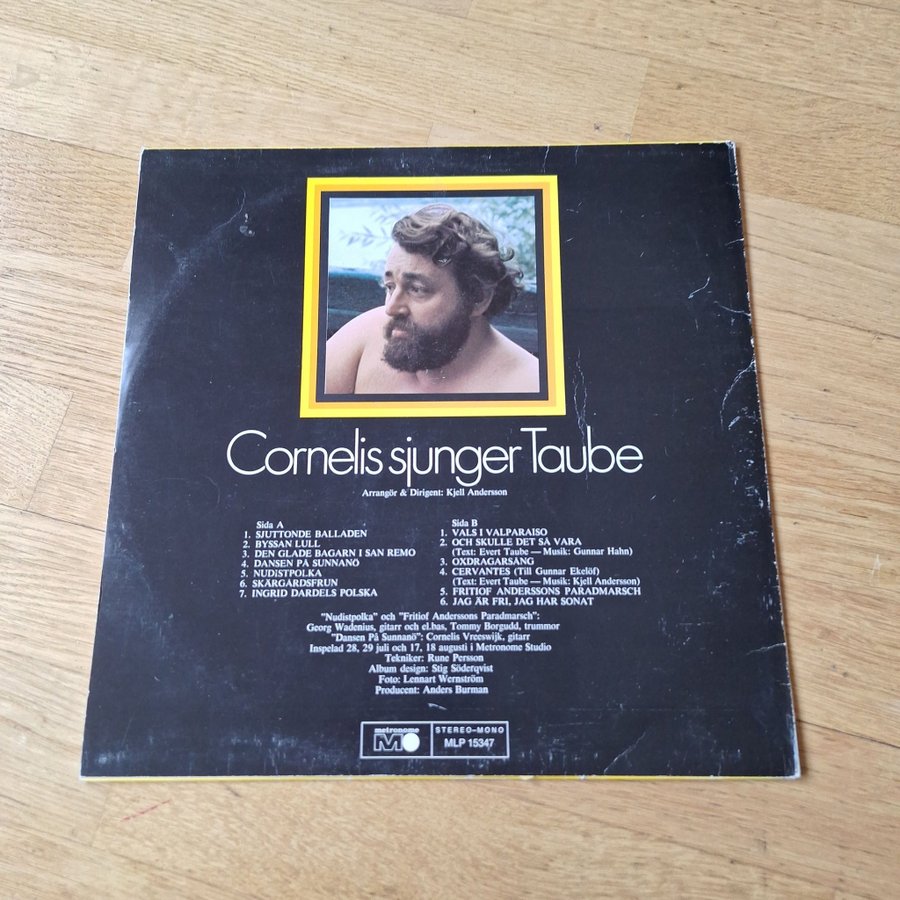 Cornelis sjunger Taube
Arrangör & Dirigent: Kjell Andersson
Sida A
1. SJUTTONDE BALLADEN
2. BYSSAN LULL
3. DEN GLADE BAGARN I SAN REMO
4. DANSEN PÅ SUNNANÖ
5. NUDISTPOLKA
6. SKÄRGÅRDSFRUN
7. INGRID DARDELS POLSKA
Sida B
1. VALS I VALPARAISO
2. OCH SKULLE DET SÅ VARA
(Text: Evert Taube — Musik: Gunnar Hahn)
3. OXDRAGARSÅNG
4. CERVANTES (Till Gunnar Ekelöf)
(Text: Evert Taube — Musik: Kjell Andersson)
5. FRITIOF ANDERSSONS PARADMARSCH
6. JAG ÄR FRI, JAG HAR SONAT
"Nudistpolka" och "Fritiof Anderssons Paradmarsch":
Georg Wadenius, gitarr och el.bas, Tommy Borgudd, trummor
"Dansen På Sunnanö": Cornelis Vreeswijk, gitarr
Inspelad 28, 29 juli och 17, 18 augusti i Metronome Studio
Tekniker: Rune Persson
Album design: Stig Söderqvist
Foto: Lennart Wernström
Producent: Anders Burman
metronome
STEREO-MONO
MLP 15347